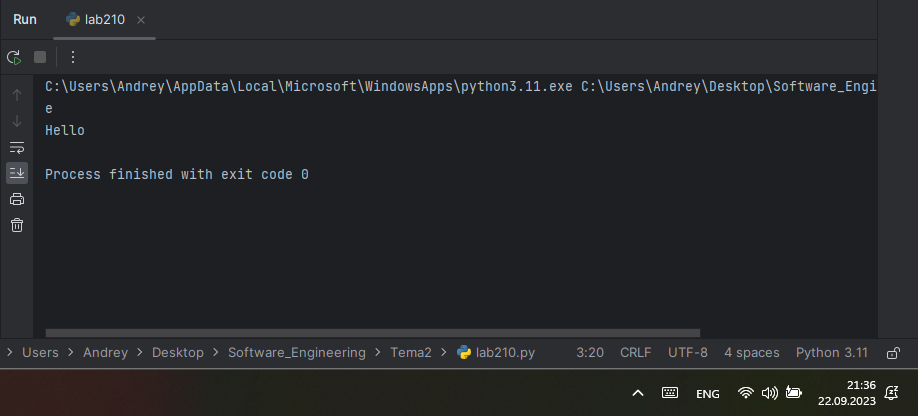 Run lab210
C:\Users\Andrey\AppData\Local\Microsoft\WindowsApps\python3.11.exe C:\Users\Andrey\Desktop\Software_Engi
e
Hello
Process finished with exit code 0
Users Andrey Desktop Software_Engineering Tema2 lab210.py 3:20 CRLF UTF-8 4 spaces Python 3.11
ENG 21:36
22.09.2023